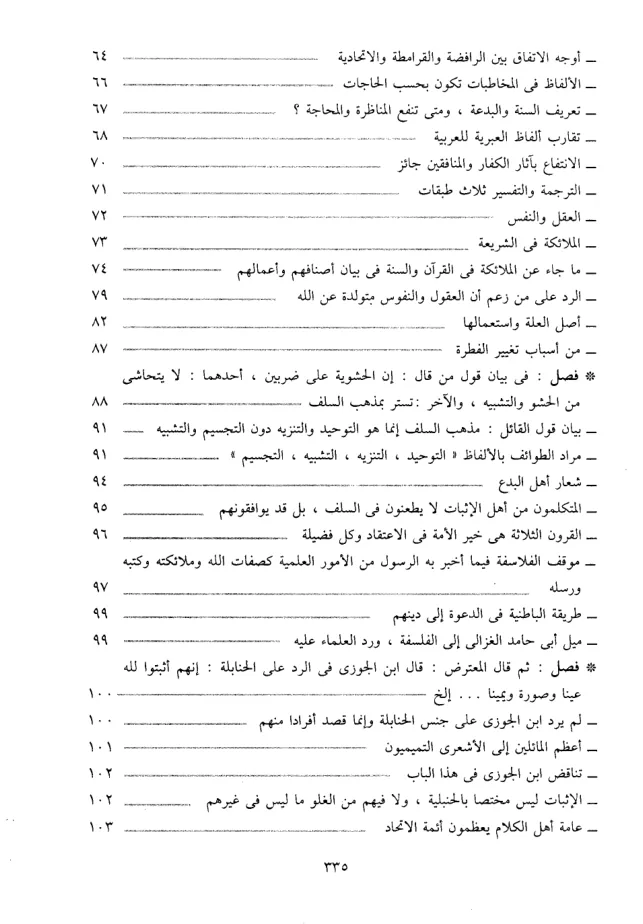 ــ أوجه الاتفاق بين الرافضة والقرامطة والاتحادية ٦٤
ــ الألفاظ فى المخاطبات تكون بحسب الحاجات ٦٦
ــ تعريف السنة والبدعة ، ومتى تنفع المناظرة والمحاجة ؟ ٦٧
ــ تقارب ألفاظ العبرية للعربية ٦٨
ــ الانتفاع بآثار الكفار والمنافقين جائز ٧٠
ــ الترجمة والتفسير ثلاث طبقات ٧١
ــ العقل والنفس ٧٢
ــ الملائكة فى الشريعة ٧٣
ــ ما جاء عن الملائكة فى القرآن والسنة فى بيان أصنافهم وأعمالهم ٧٤
ــ الرد على من زعم أن العقول والنفوس متولدة عن الله ٧٩
ــ أصل العلة واستعمالها ٨٢
ــ من أسباب تغيير الفطرة ٨٧
* فصل : فى بيان قول من قال : إن الحشوية على ضربين ، أحدهما : لا يتحاشى
من الحشو والتشبيه ، والآخر : تستر بمذهب السلف ٨٨
ــ بيان قول القائل : مذهب السلف إنما هو التوحيد والتنزيه دون التجسيم والتشبيه ٩١
ــ مراد الطوائف بالألفاظ « التوحيد ، التنزيه ، التشبيه ، التجسيم » ٩١
ــ شعار أهل البدع ٩٤
ــ المتكلمون من أهل الإثبات لا يطعنون فى السلف ، بل قد يوافقونهم ٩٥
ــ القرون الثلاثة هى خير الأمة فى الاعتقاد وكل فضيلة ٩٦
ــ موقف الفلاسفة فيما أخبر به الرسول من الأمور العلمية كصفات الله وملائكته وكتبه
ورسله ٩٧
ــ طريقة الباطنية فى الدعوة إلى دينهم ٩٩
ــ ميل أبى حامد الغزالى إلى الفلسفة ، ورد العلماء عليه ٩٩
* فصل : ثم قال المعترض : قال ابن الجوزى فى الرد على الحنابلة : إنهم أثبتوا لله
عينا وصورة ويمينا ... إلخ ١٠٠
ــ لم يرد ابن الجوزى على جنس الحنابلة وإنما قصد أفرادا منهم ١٠٠
ــ أعظم المائلين إلى الأشعرى التميميون ١٠١
ــ تناقض ابن الجوزى فى هذا الباب ١٠٢
ــ الإثبات ليس مختصا بالحنبلية ، ولا فيهم من الغلو ما ليس فى غيرهم ١٠٢
ــ عامة أهل الكلام يعظمون أئمة الاتحاد ١٠٣
٣٣٥